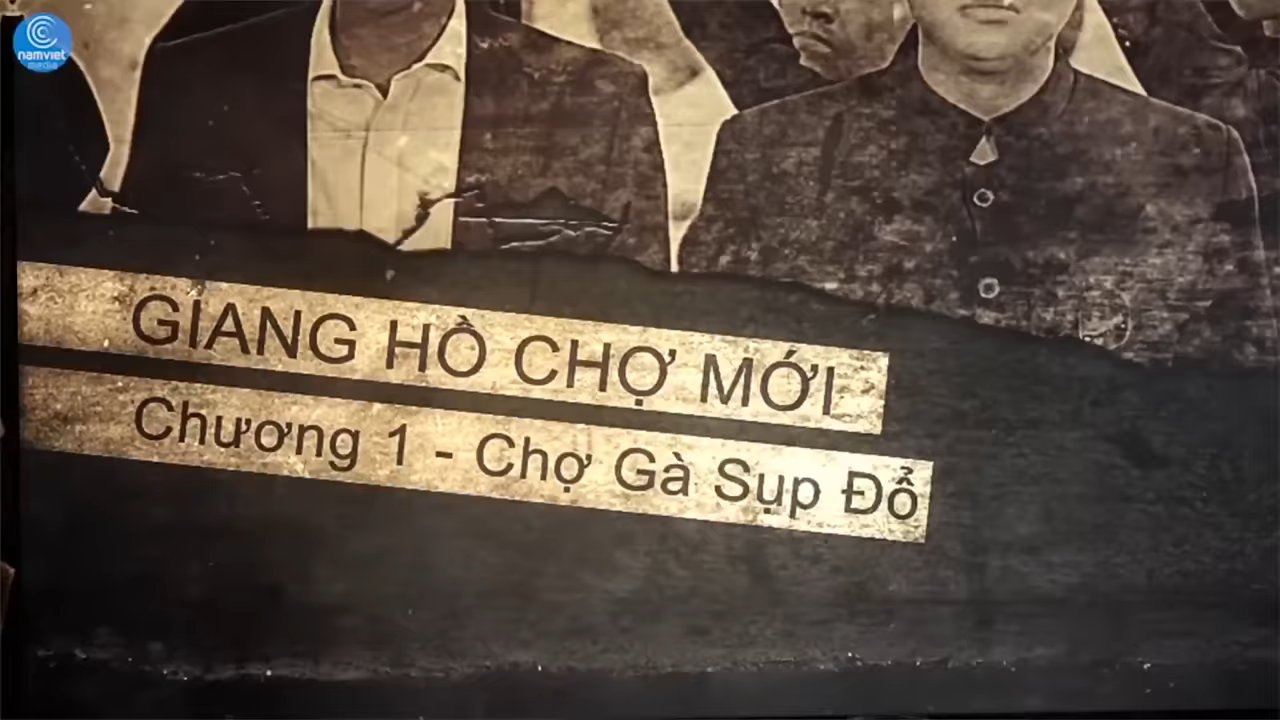 namviet
media
GIANG HỒ CHỢ MỚI
Chương 1 - Chợ Gà Sụp Đổ